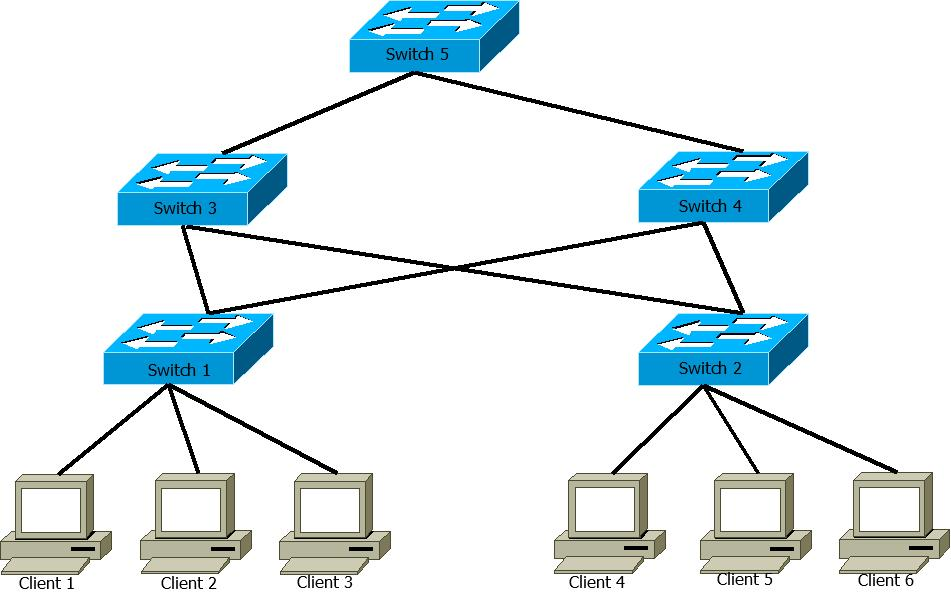 Switch 5
Switch 3
Switch 4
Switch 1
Switch 2
Client 1
Client 2
Client 3
Client 4
Client 5
Client 6